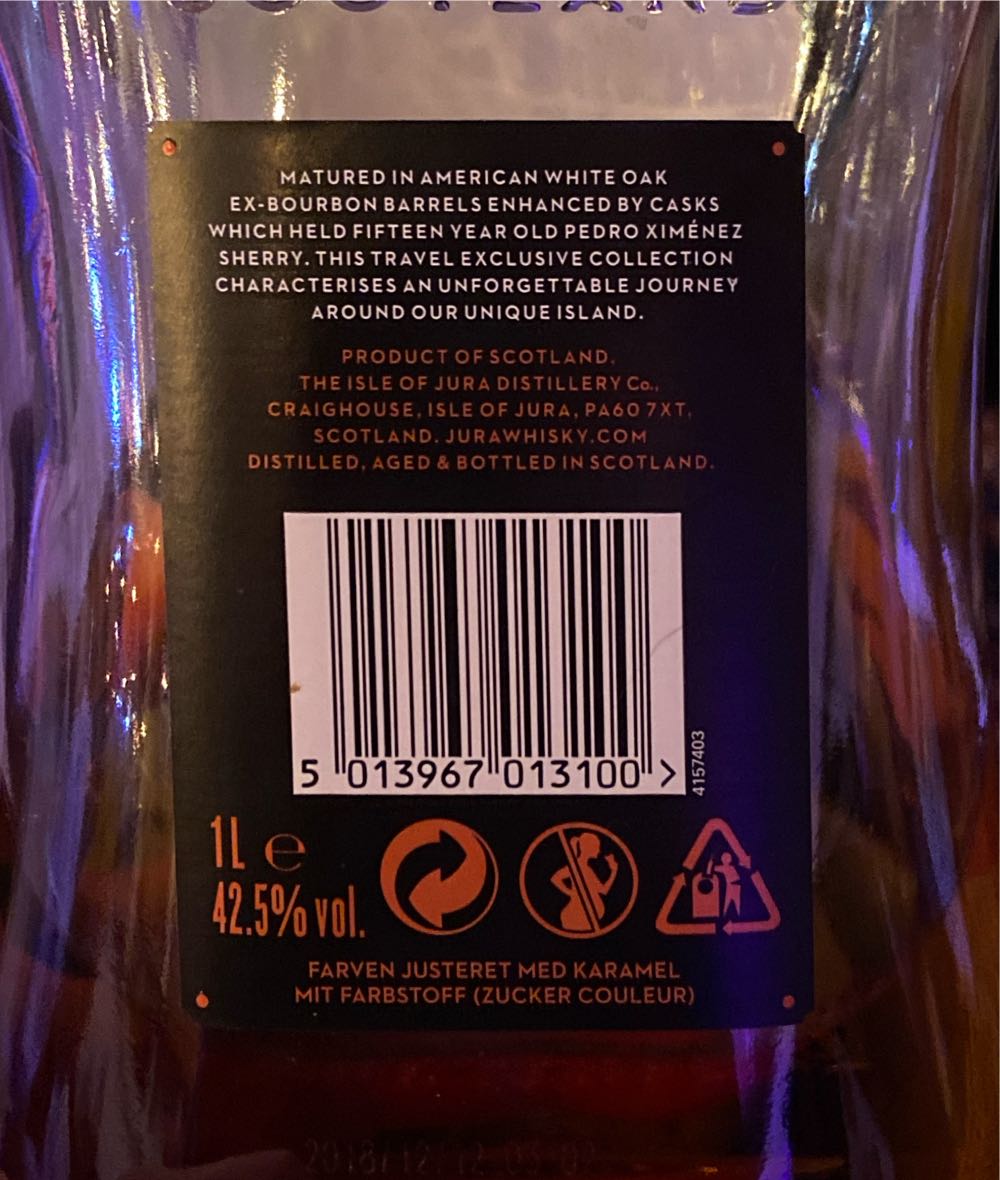 MATURED IN AMERICAN WHITE OAK
EX-BOURBON BARRELS ENHANCED BY CASKS
WHICH HELD FIFTEEN YEAR OLD PEDRO XIMÉNEZ
SHERRY. THIS TRAVEL EXCLUSIVE COLLECTION
CHARACTERISES AN UNFORGETTABLE JOURNEY
AROUND OUR UNIQUE ISLAND.
PRODUCT OF SCOTLAND.
THE ISLE OF JURA DISTILLERY Co.,
CRAIGHOUSE, ISLE OF JURA, PA60 7XT,
SCOTLAND. JURAWHISKY.COM
DISTILLED, AGED & BOTTLED IN SCOTLAND.
5 013967 013100 >
4157403
1L e
42.5% vol.
FARVEN JUSTERET MED KARAMEL
MIT FARBSTOFF (ZUCKER COULEUR)
2018/12/12